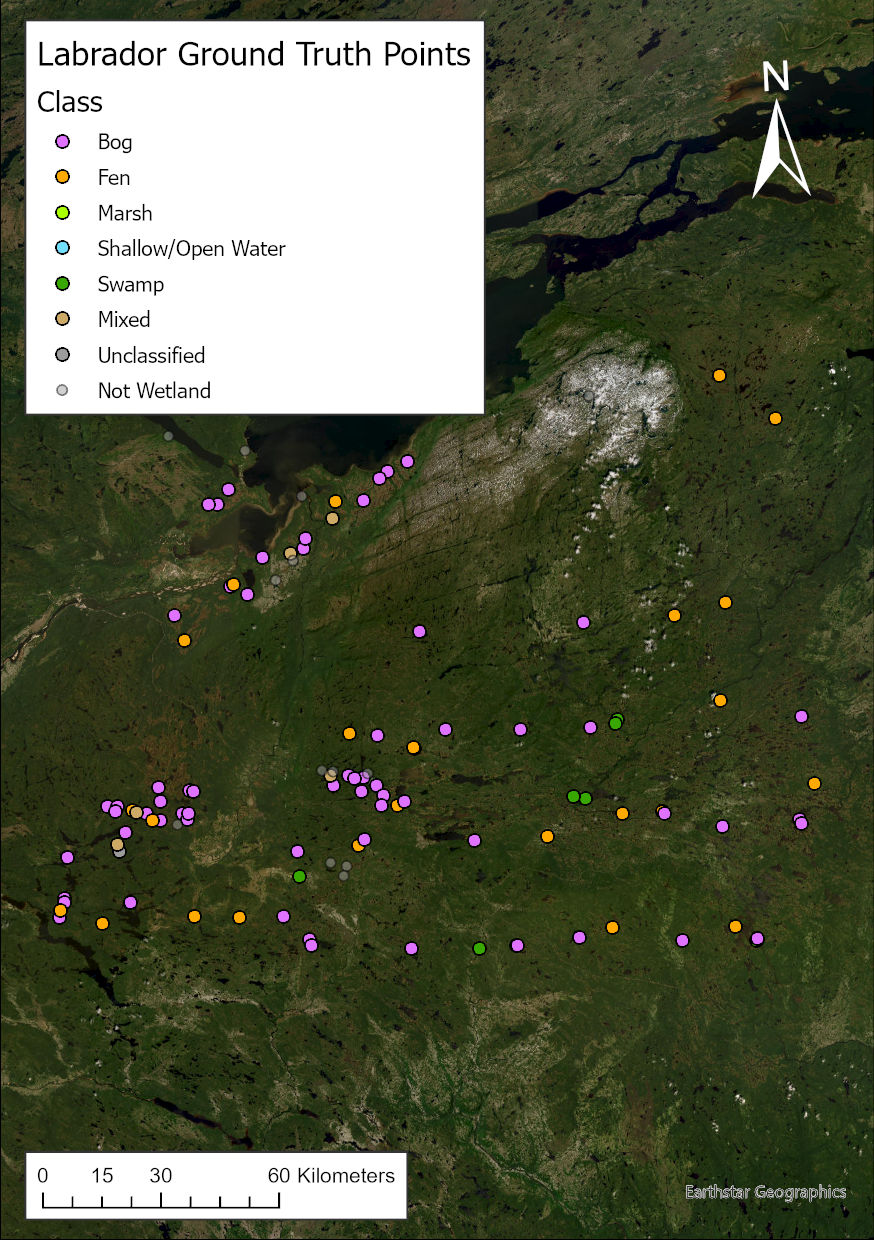 Labrador Ground Truth Points
Class
Bog
Fen
Marsh
Shallow/Open Water
Swamp
Mixed
Unclassified
Not Wetland
N
0 15 30 60 Kilometers
Earthstar Geographics